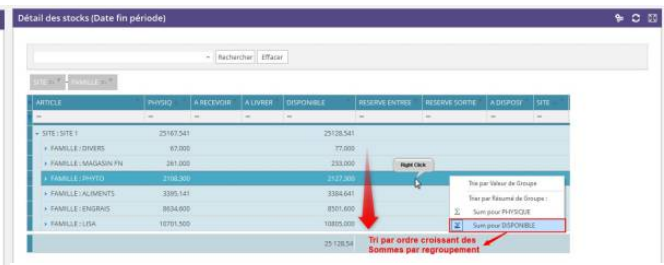 Détail des stocks (Date fin période)
Rechercher Effacer
SITE FAMILLE
ARTICLE PHYSIQ A RECEVOIR A LIVRER DISPONIBLE RESERVE ENTREE RESERVE SORTIE A DISPOSI SITE
SITE : SITE 1 25167,541 25128,541
FAMILLE : DIVERS 67,000 77,000
FAMILLE : MAGASIN FN 261,000 233,000
Right Click
FAMILLE : PHYTO 2108,300 2127,300
Trie par Valeur de Groupe
FAMILLE : ALIMENTS 3395,141 3384,641
Trier par Résumé de Groupe :
FAMILLE : ENGRAIS 8634,600 8501,600
Σ Sum pour PHYSIQUE
FAMILLE : LISA 10701,500 10805,000
Σ Sum pour DISPONIBLE
25 128,54
Tri par ordre croissant des
Sommes par regroupement